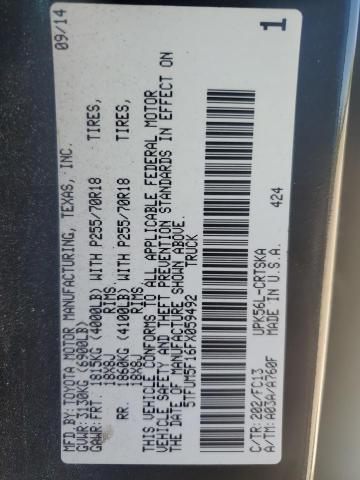 MFD.BY: TOYOTA MOTOR MANUFACTURING, TEXAS, INC. 09/14
GVWR: 3130KG (6900LB)
GAWR:FRT. 1815KG (4000LB) WITH P255/70R18 TIRES,
18X8J RIMS,
RR. 1860KG (4100LB) WITH P255/70R18 TIRES,
18X8J RIMS,
THIS VEHICLE CONFORMS TO ALL APPLICABLE FEDERAL MOTOR
VEHICLE SAFETY AND THEFT PREVENTION STANDARDS IN EFFECT ON
THE DATE OF MANUFACTURE SHOWN ABOVE.
5TFUM5F16FX059492 TRUCK
1
C/TR: 202/FC13 UPK56L-CRTSKA 424
A/TM: A03A/A760F MADE IN U.S.A.